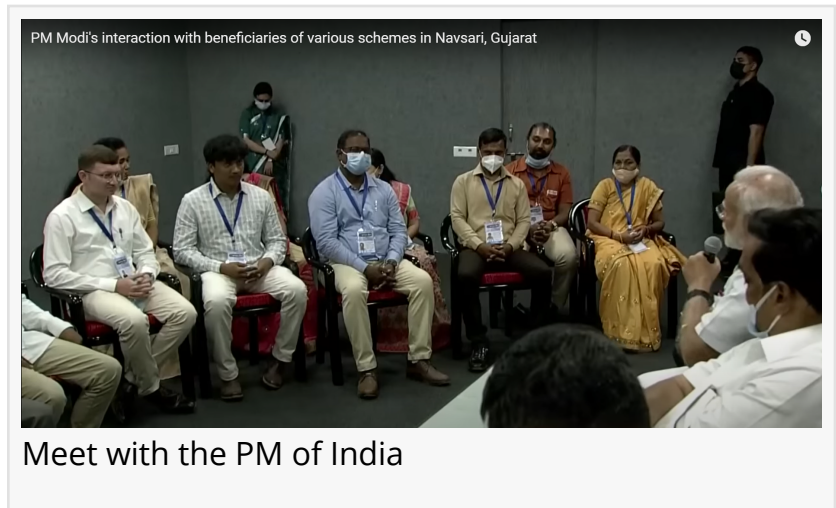 PM Modi's interaction with beneficiaries of various schemes in Navsari, Gujarat
Meet with the PM of India